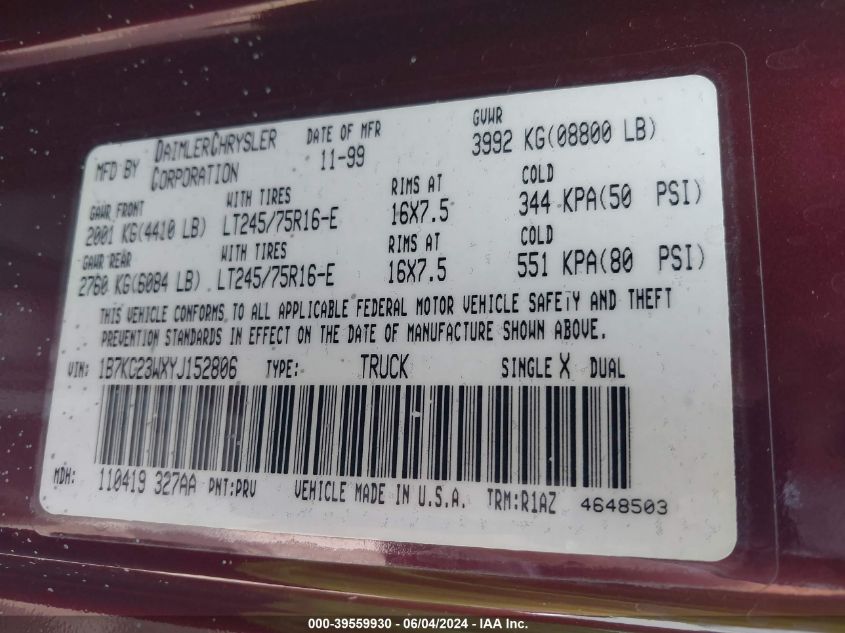 MFD BY DAIMLERCHRYSLER CORPORATION
DATE OF MFR 11-99
GVWR 3992 KG(08800 LB)
GAWR FRONT WITH TIRES RIMS AT COLD
2001 KG(4410 LB) LT245/75R16-E 16X7.5 344 KPA(50 PSI)
GAWR REAR WITH TIRES RIMS AT COLD
2760 KG(6084 LB) LT245/75R16-E 16X7.5 551 KPA(80 PSI)
THIS VEHICLE CONFORMS TO ALL APPLICABLE FEDERAL MOTOR VEHICLE SAFETY AND THEFT
PREVENTION STANDARDS IN EFFECT ON THE DATE OF MANUFACTURE SHOWN ABOVE.
VIN: 1B7KC23WXYJ152806 TYPE: TRUCK SINGLE X DUAL
MDH: 110419 327AA PNT:PRV VEHICLE MADE IN U.S.A. TRM:R1AZ 4648503
000-39559930 - 06/04/2024 - IAA Inc.